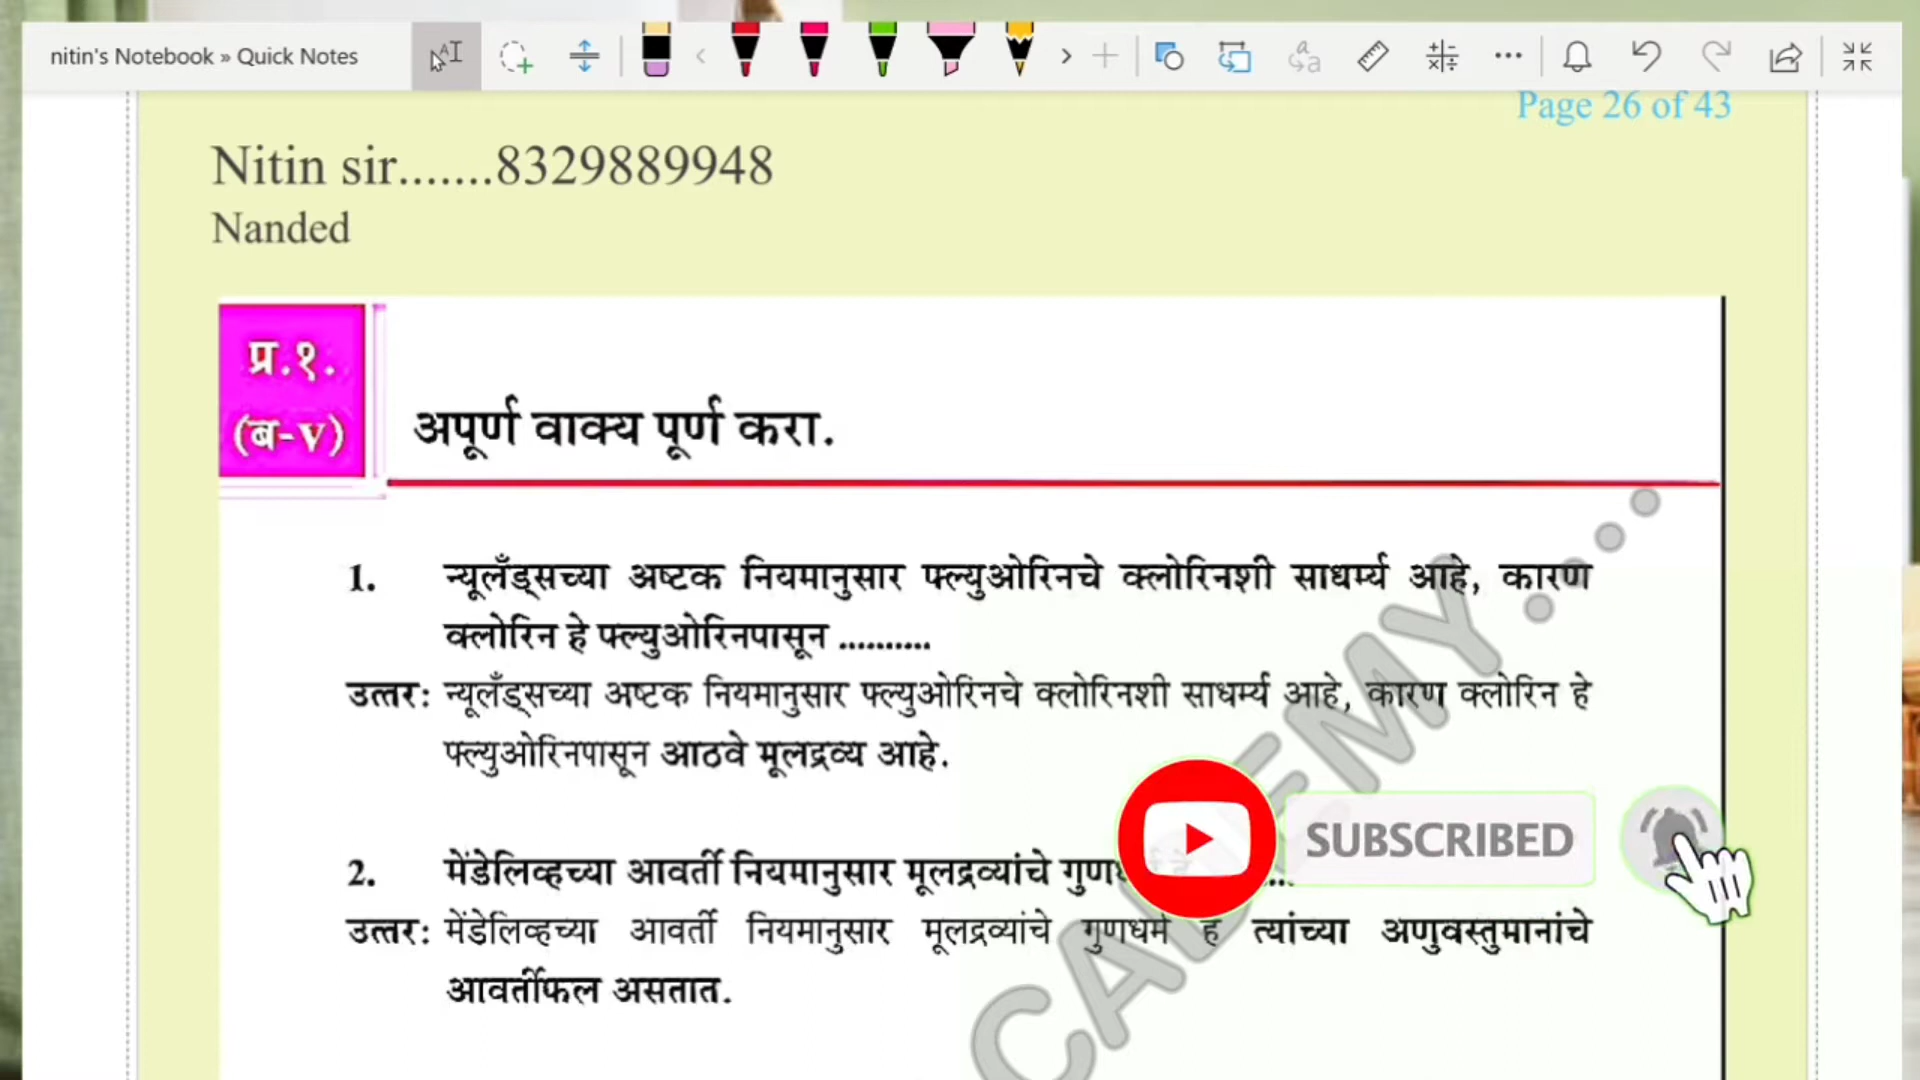 nitin's Notebook » Quick Notes
Page 26 of 43
Nitin sir.......8329889948
Nanded
प्र.१.
(ब-v)
अपूर्ण वाक्य पूर्ण करा.
1. न्यूलँड्सच्या अष्टक नियमानुसार फ्ल्युओरिनचे क्लोरिनशी साधर्म्य आहे, कारण
क्लोरिन हे फ्ल्युओरिनपासून ..........
उत्तर: न्यूलँड्सच्या अष्टक नियमानुसार फ्ल्युओरिनचे क्लोरिनशी साधर्म्य आहे, कारण क्लोरिन हे
फ्ल्युओरिनपासून आठवे मूलद्रव्य आहे.
SUBSCRIBED
2. मेंडेलिव्हच्या आवर्ती नियमानुसार मूलद्रव्यांचे
उत्तर: मेंडेलिव्हच्या आवर्ती नियमानुसार मूलद्रव्यांचे गुणधर्म हे त्यांच्या अणुवस्तुमानांचे
आवर्तीफल असतात.
CADEMY....